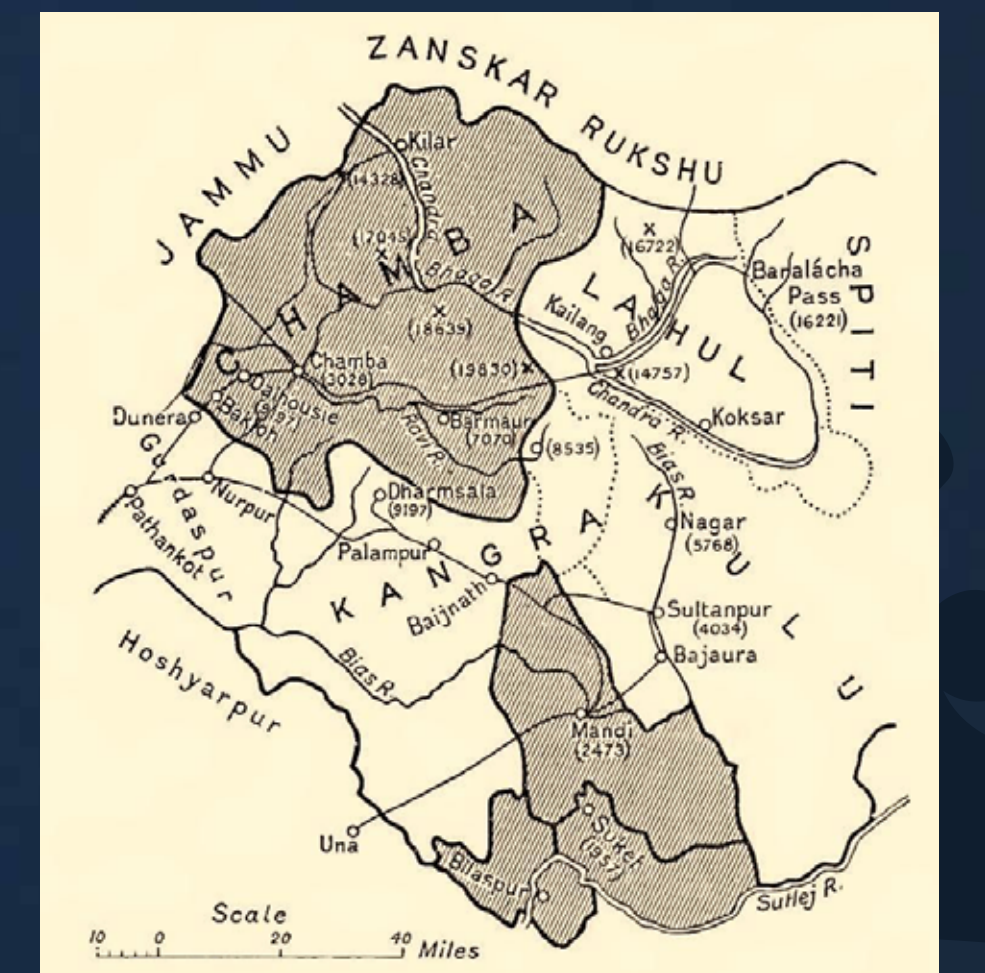 ZANSKAR RUKSHU
JAMMU
Kilar
(14328)
Chandra
(17045)
CHAMBA
Bhaga R.
(18639)
(16722)
LAHUL
Bhaga R.
Kailang
Baralácha
Pass
(16221)
SPITI
Chamba
(3028)
(19830)
(14757)
Dalhousie
Bakloh
Dunera
Ravi R.
Barmaur
(7070)
Chandra R.
Koksar
(8535)
Gurdaspur
Nurpur
Pathankot
Dharmsala
(9197)
Bias R.
Nagar
(5768)
KULU
Palampur
KANGRA
Baijnath
Sultanpur
(4034)
Bajaura
Hoshyarpur
Bias R.
Mandi
(2473)
Una
Suket
Bilaspur
Sutlej R.
Scale
10 0 20 40 Miles